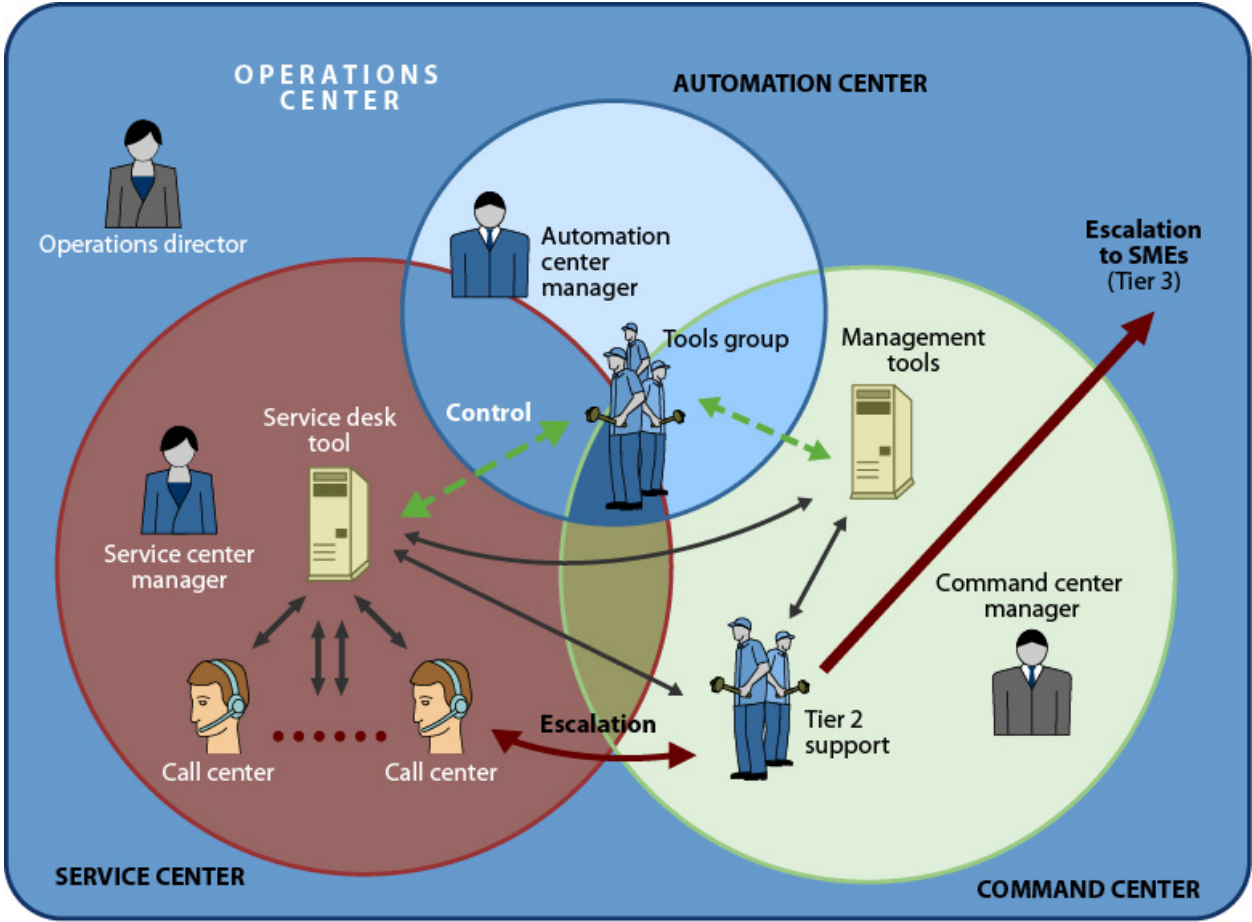 OPERATIONS
CENTER
AUTOMATION CENTER
Operations director
Automation
center
manager
Escalation
to SMEs
(Tier 3)
Tools group
Management
tools
Control
Service desk
tool
Service center
manager
Command center
manager
Escalation
Tier 2
support
Call center
Call center
SERVICE CENTER
COMMAND CENTER